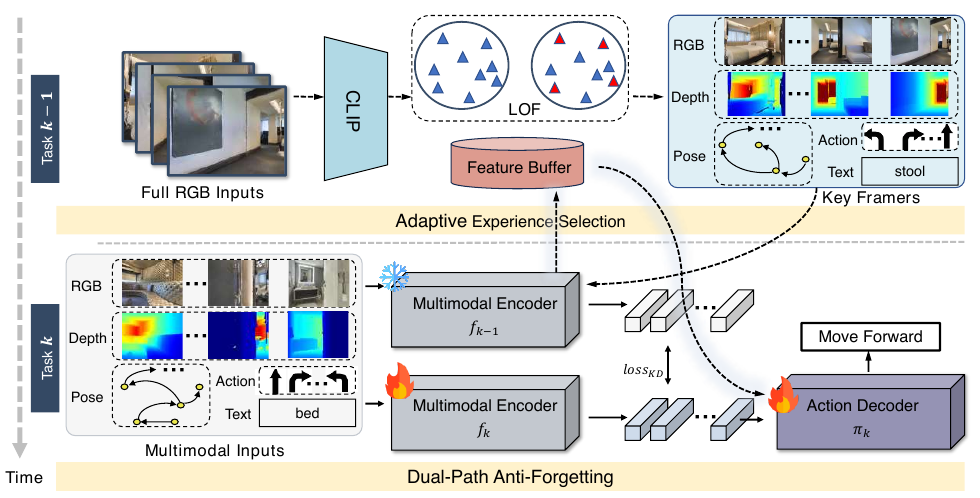 Task k − 1
Full RGB Inputs
CLIP
LOF
Feature Buffer
RGB
Depth
Pose
Action
Text
stool
Key Framers
Adaptive Experience Selection
Task k
RGB
Depth
Pose
Action
Text
bed
Multimodal Inputs
Multimodal Encoder
f_{k−1}
Multimodal Encoder
f_k
loss_{KD}
Move Forward
Action Decoder
π_k
Time
Dual-Path Anti-Forgetting